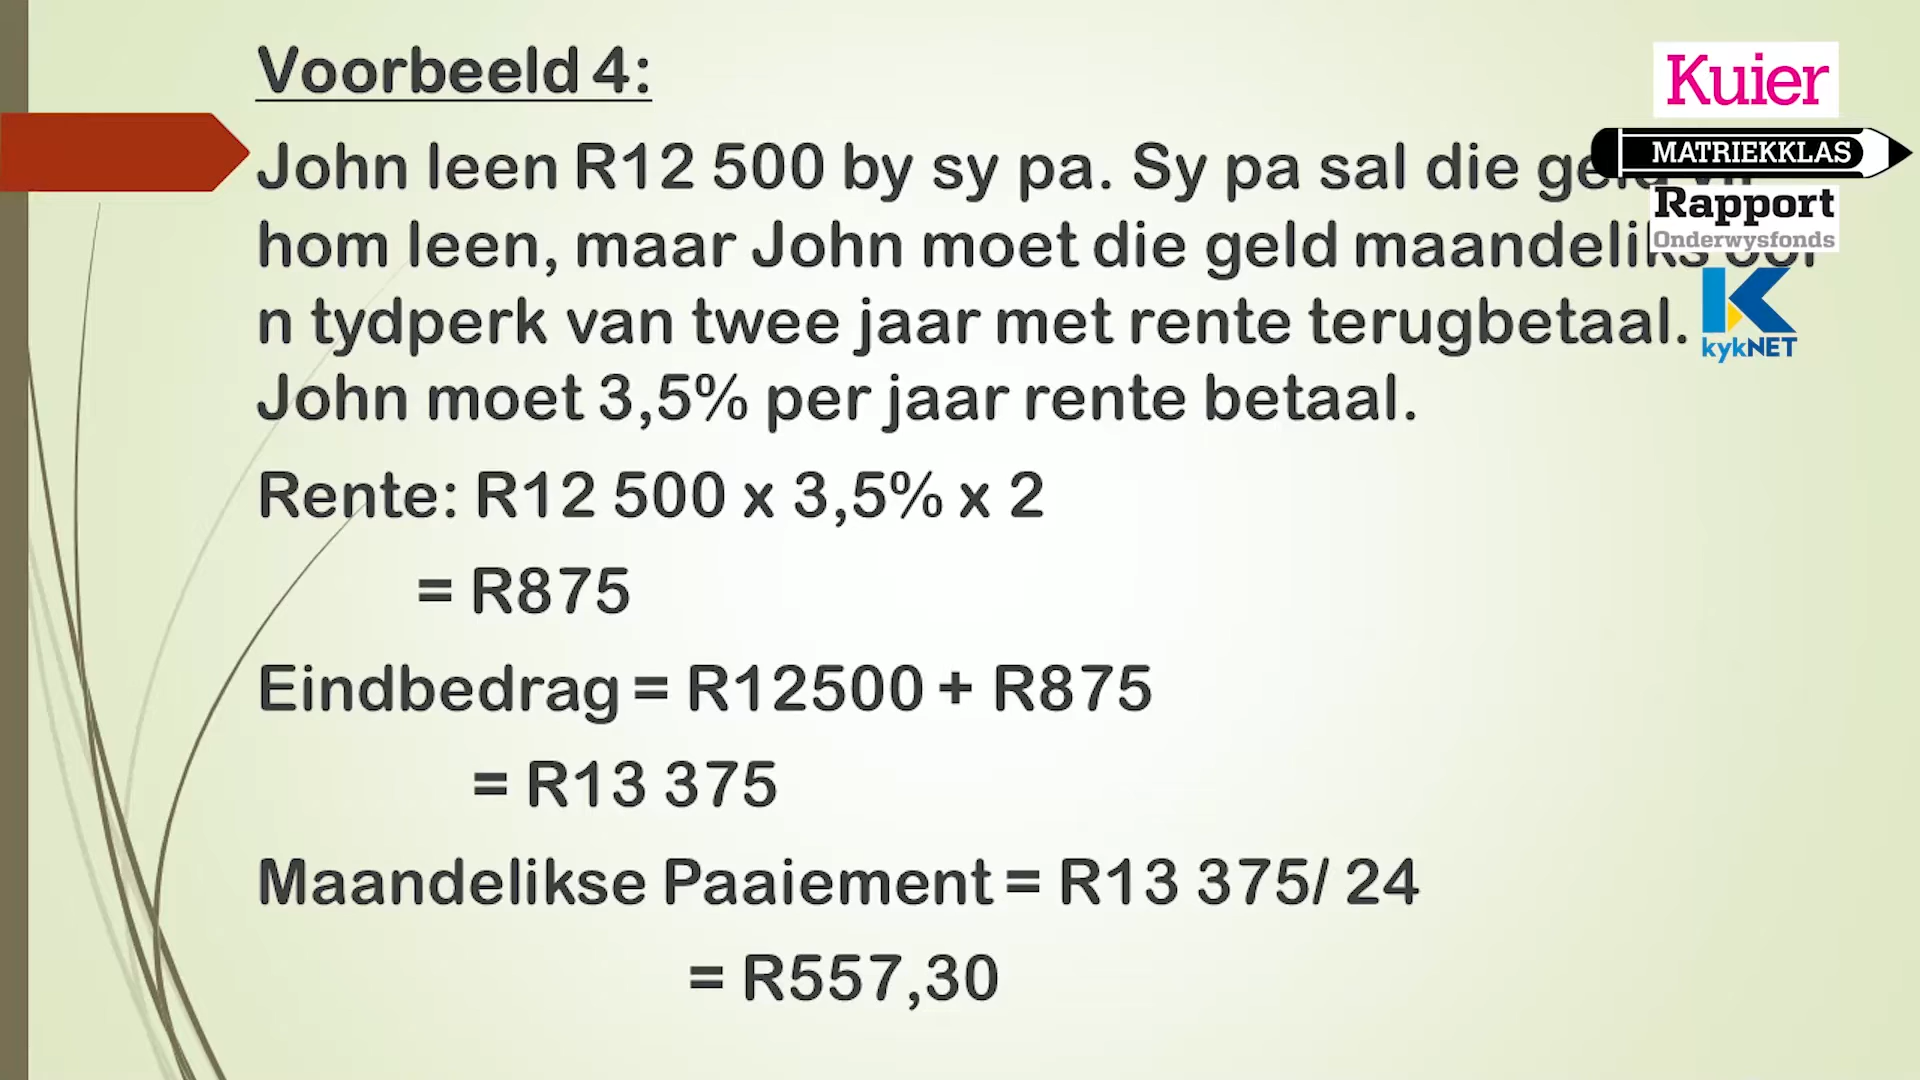 Voorbeeld 4:
John leen R12 500 by sy pa. Sy pa sal die geld vir
hom leen, maar John moet die geld maandeliks oor
n tydperk van twee jaar met rente terugbetaal.
John moet 3,5% per jaar rente betaal.
Rente: R12 500 x 3,5% x 2
= R875
Eindbedrag = R12500 + R875
= R13 375
Maandelikse Paaiement = R13 375/ 24
= R557,30
Kuier
MATRIEKKLAS
Rapport
Onderwysfonds
kykNET